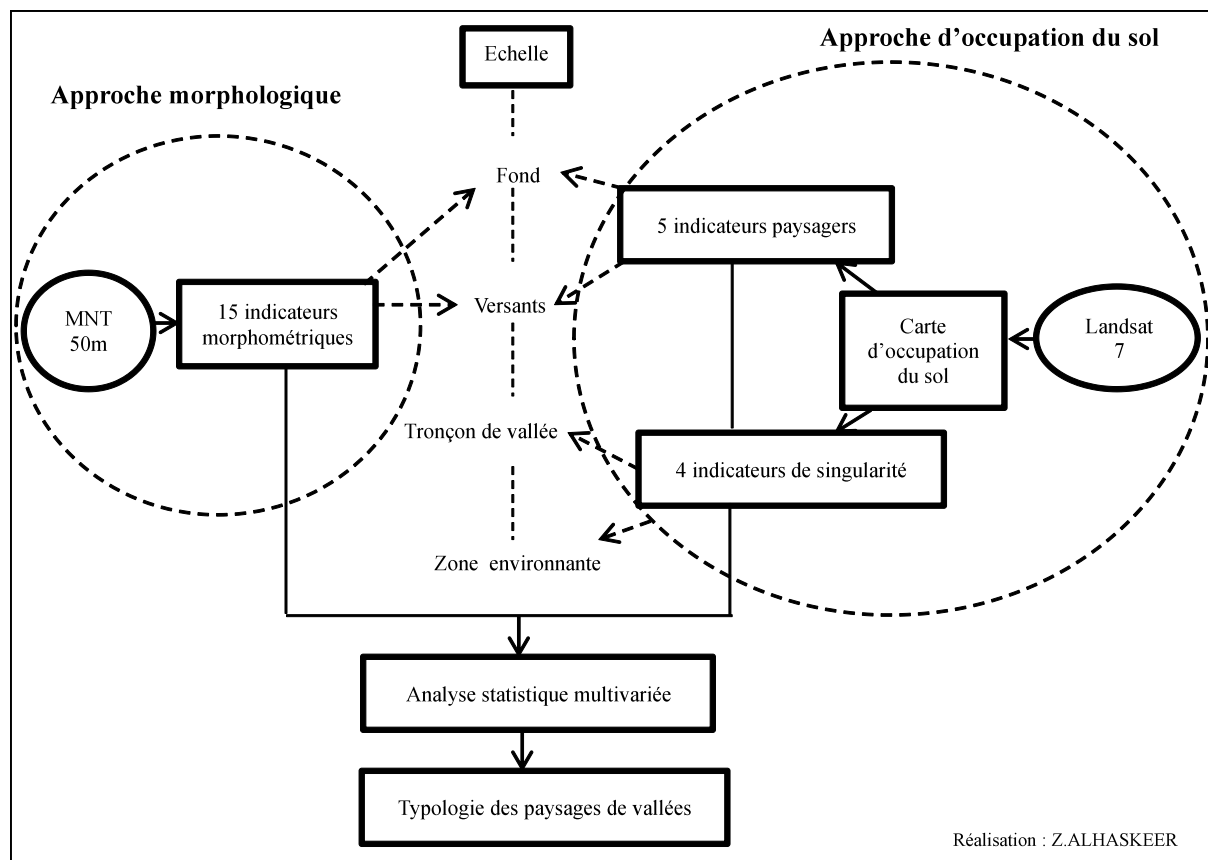 Approche d’occupation du sol
Echelle
Approche morphologique
Fond
5 indicateurs paysagers
MNT
50m
15 indicateurs
morphométriques
Versants
Carte
d’occupation
du sol
Landsat
7
Tronçon de vallée
4 indicateurs de singularité
Zone environnante
Analyse statistique multivariée
Typologie des paysages de vallées
Réalisation : Z.ALHASKEER